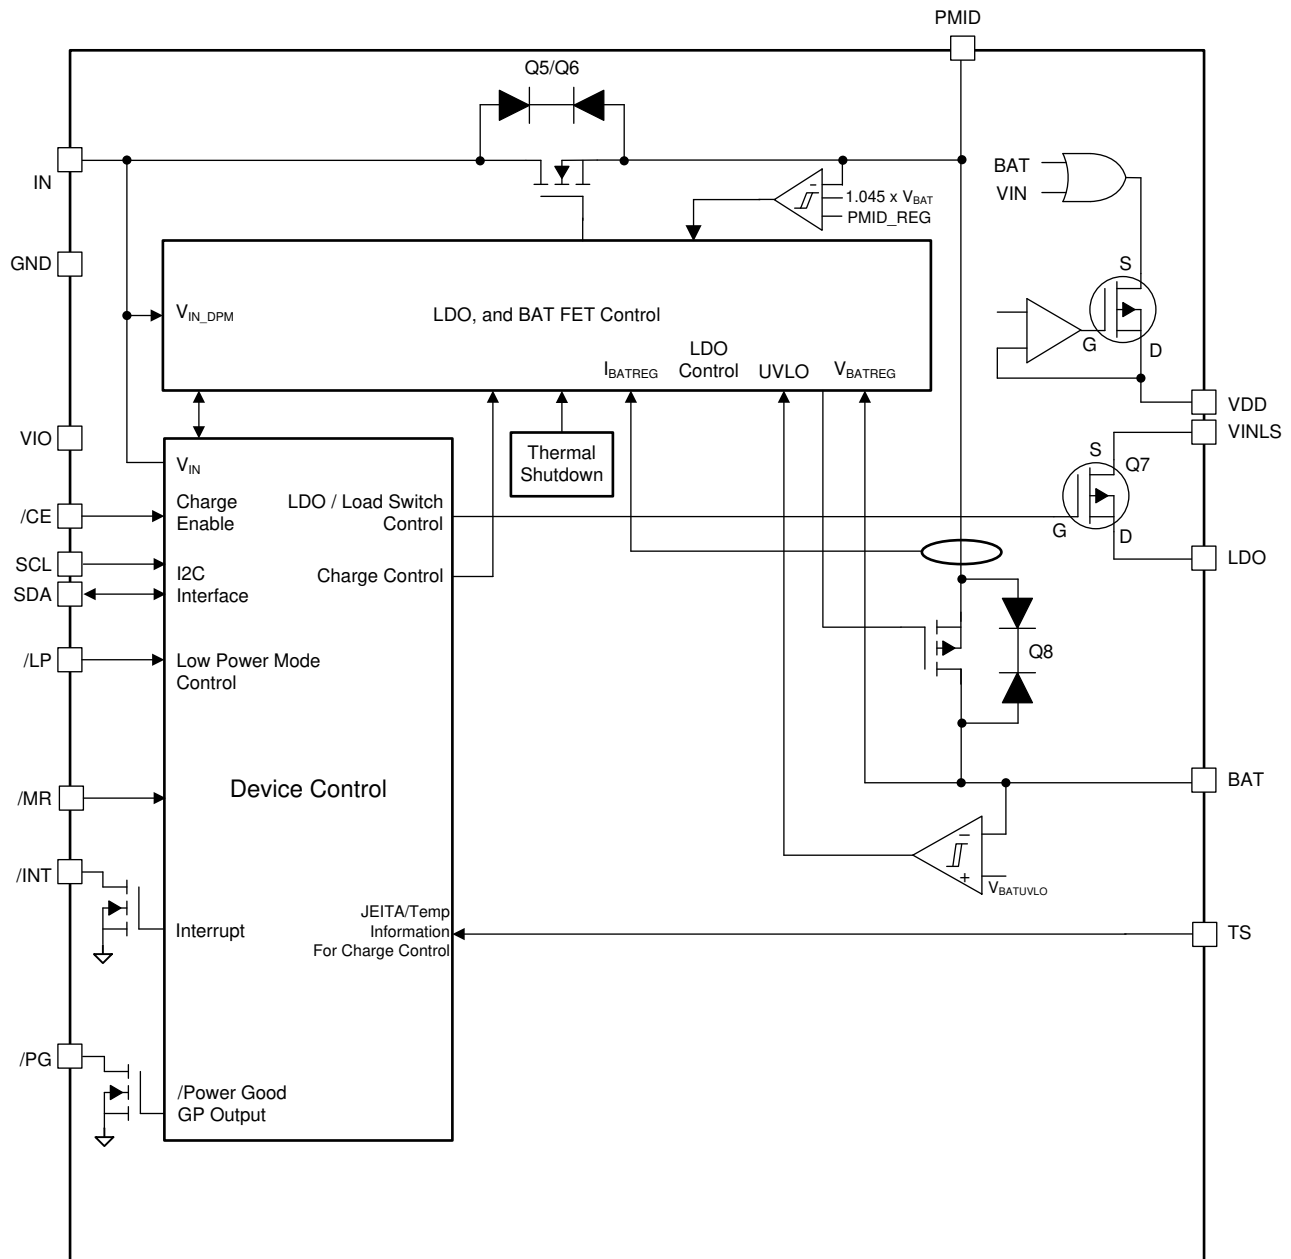 PMID
Q5/Q6
IN
BAT
VIN
1.045 x VBAT
PMID_REG
GND
S
VIN_DPM
LDO, and BAT FET Control
G
D
LDO
Control
IBATREG
UVLO
VBATREG
VDD
VINLS
VIO
Thermal
Shutdown
S
Q7
VIN
Charge
Enable
LDO / Load Switch
Control
/CE
G
D
SCL
LDO
I2C
Interface
Charge Control
SDA
/LP
Low Power Mode
Control
Q8
/MR
Device Control
BAT
−
+
VBATUVLO
/INT
Interrupt
JEITA/Temp
Information
For Charge Control
TS
/PG
/Power Good
GP Output